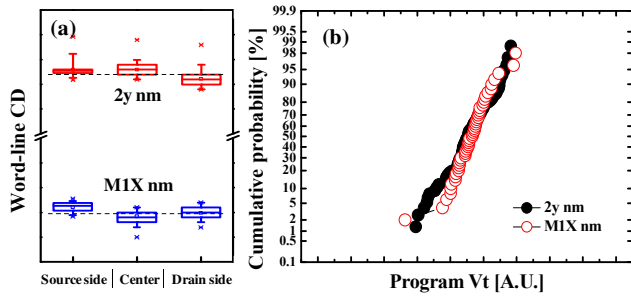 (a)
2y nm
M1X nm
Word-line CD
Source side
Center
Drain side
(b)
Cumulative probability [%]
99.9
99.5
99
98
95
90
80
70
60
50
40
30
20
10
5
2
1
0.5
0.1
2y nm
M1X nm
Program Vt [A.U.]